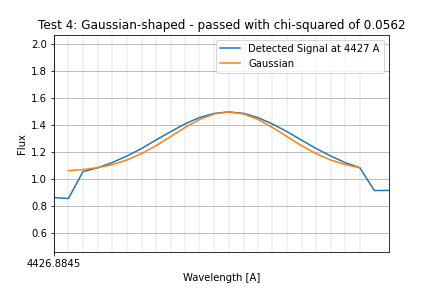 Test 4: Gaussian-shaped - passed with chi-squared of 0.0562
Detected Signal at 4427 A
Gaussian
Flux
2.0
1.8
1.6
1.4
1.2
1.0
0.8
0.6
4426.8845
Wavelength [A]